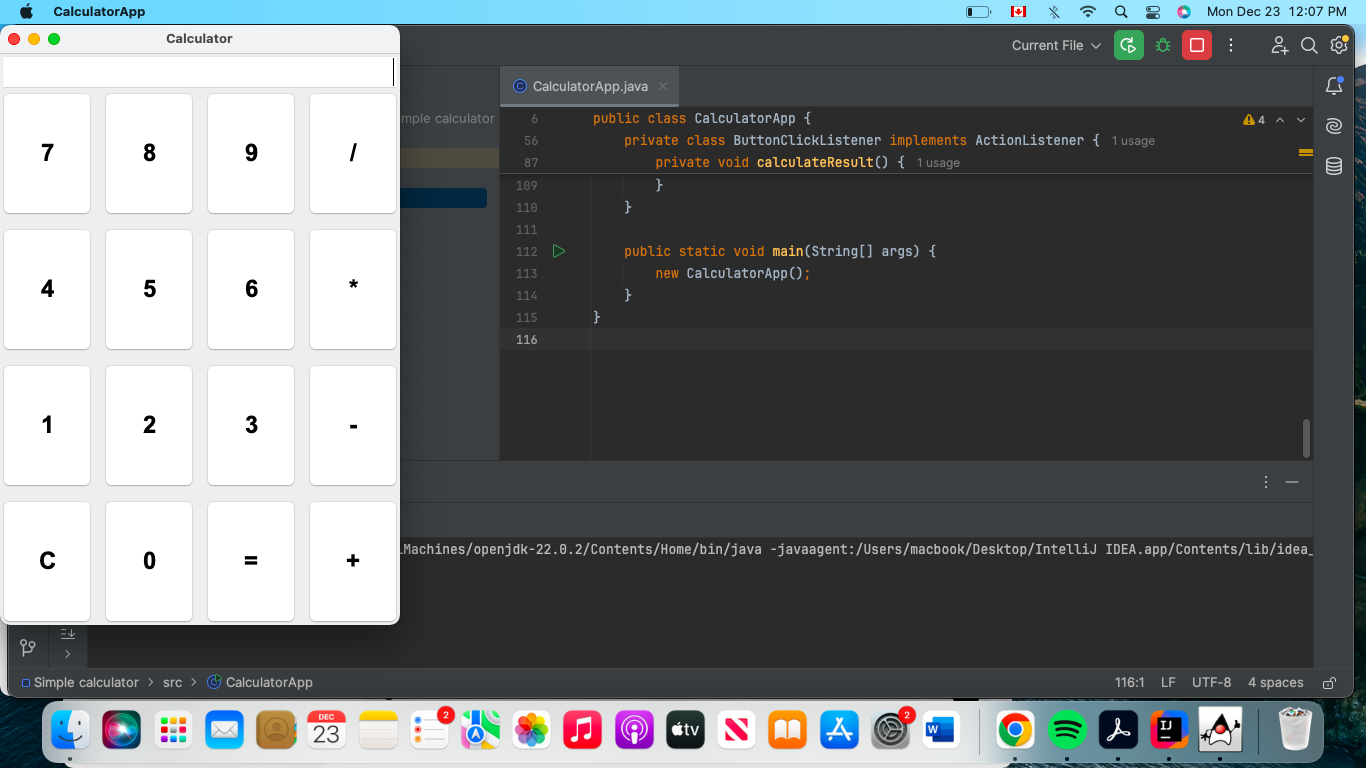 CalculatorApp
Mon Dec 23 12:07 PM
Calculator
7 8 9 /
4 5 6 *
1 2 3 -
C 0 = +
Current File
CalculatorApp.java
mple calculator
6 public class CalculatorApp { 4
56 private class ButtonClickListener implements ActionListener { 1 usage
87 private void calculateResult() { 1 usage
109 }
110 }
111
112 public static void main(String[] args) {
113 new CalculatorApp();
114 }
115 }
116
Machines/openjdk-22.0.2/Contents/Home/bin/java -javaagent:/Users/macbook/Desktop/IntelliJ IDEA.app/Contents/lib/idea_
Simple calculator > src > CalculatorApp
116:1 LF UTF-8 4 spaces
DEC
23
2
tv
2
W
IJ